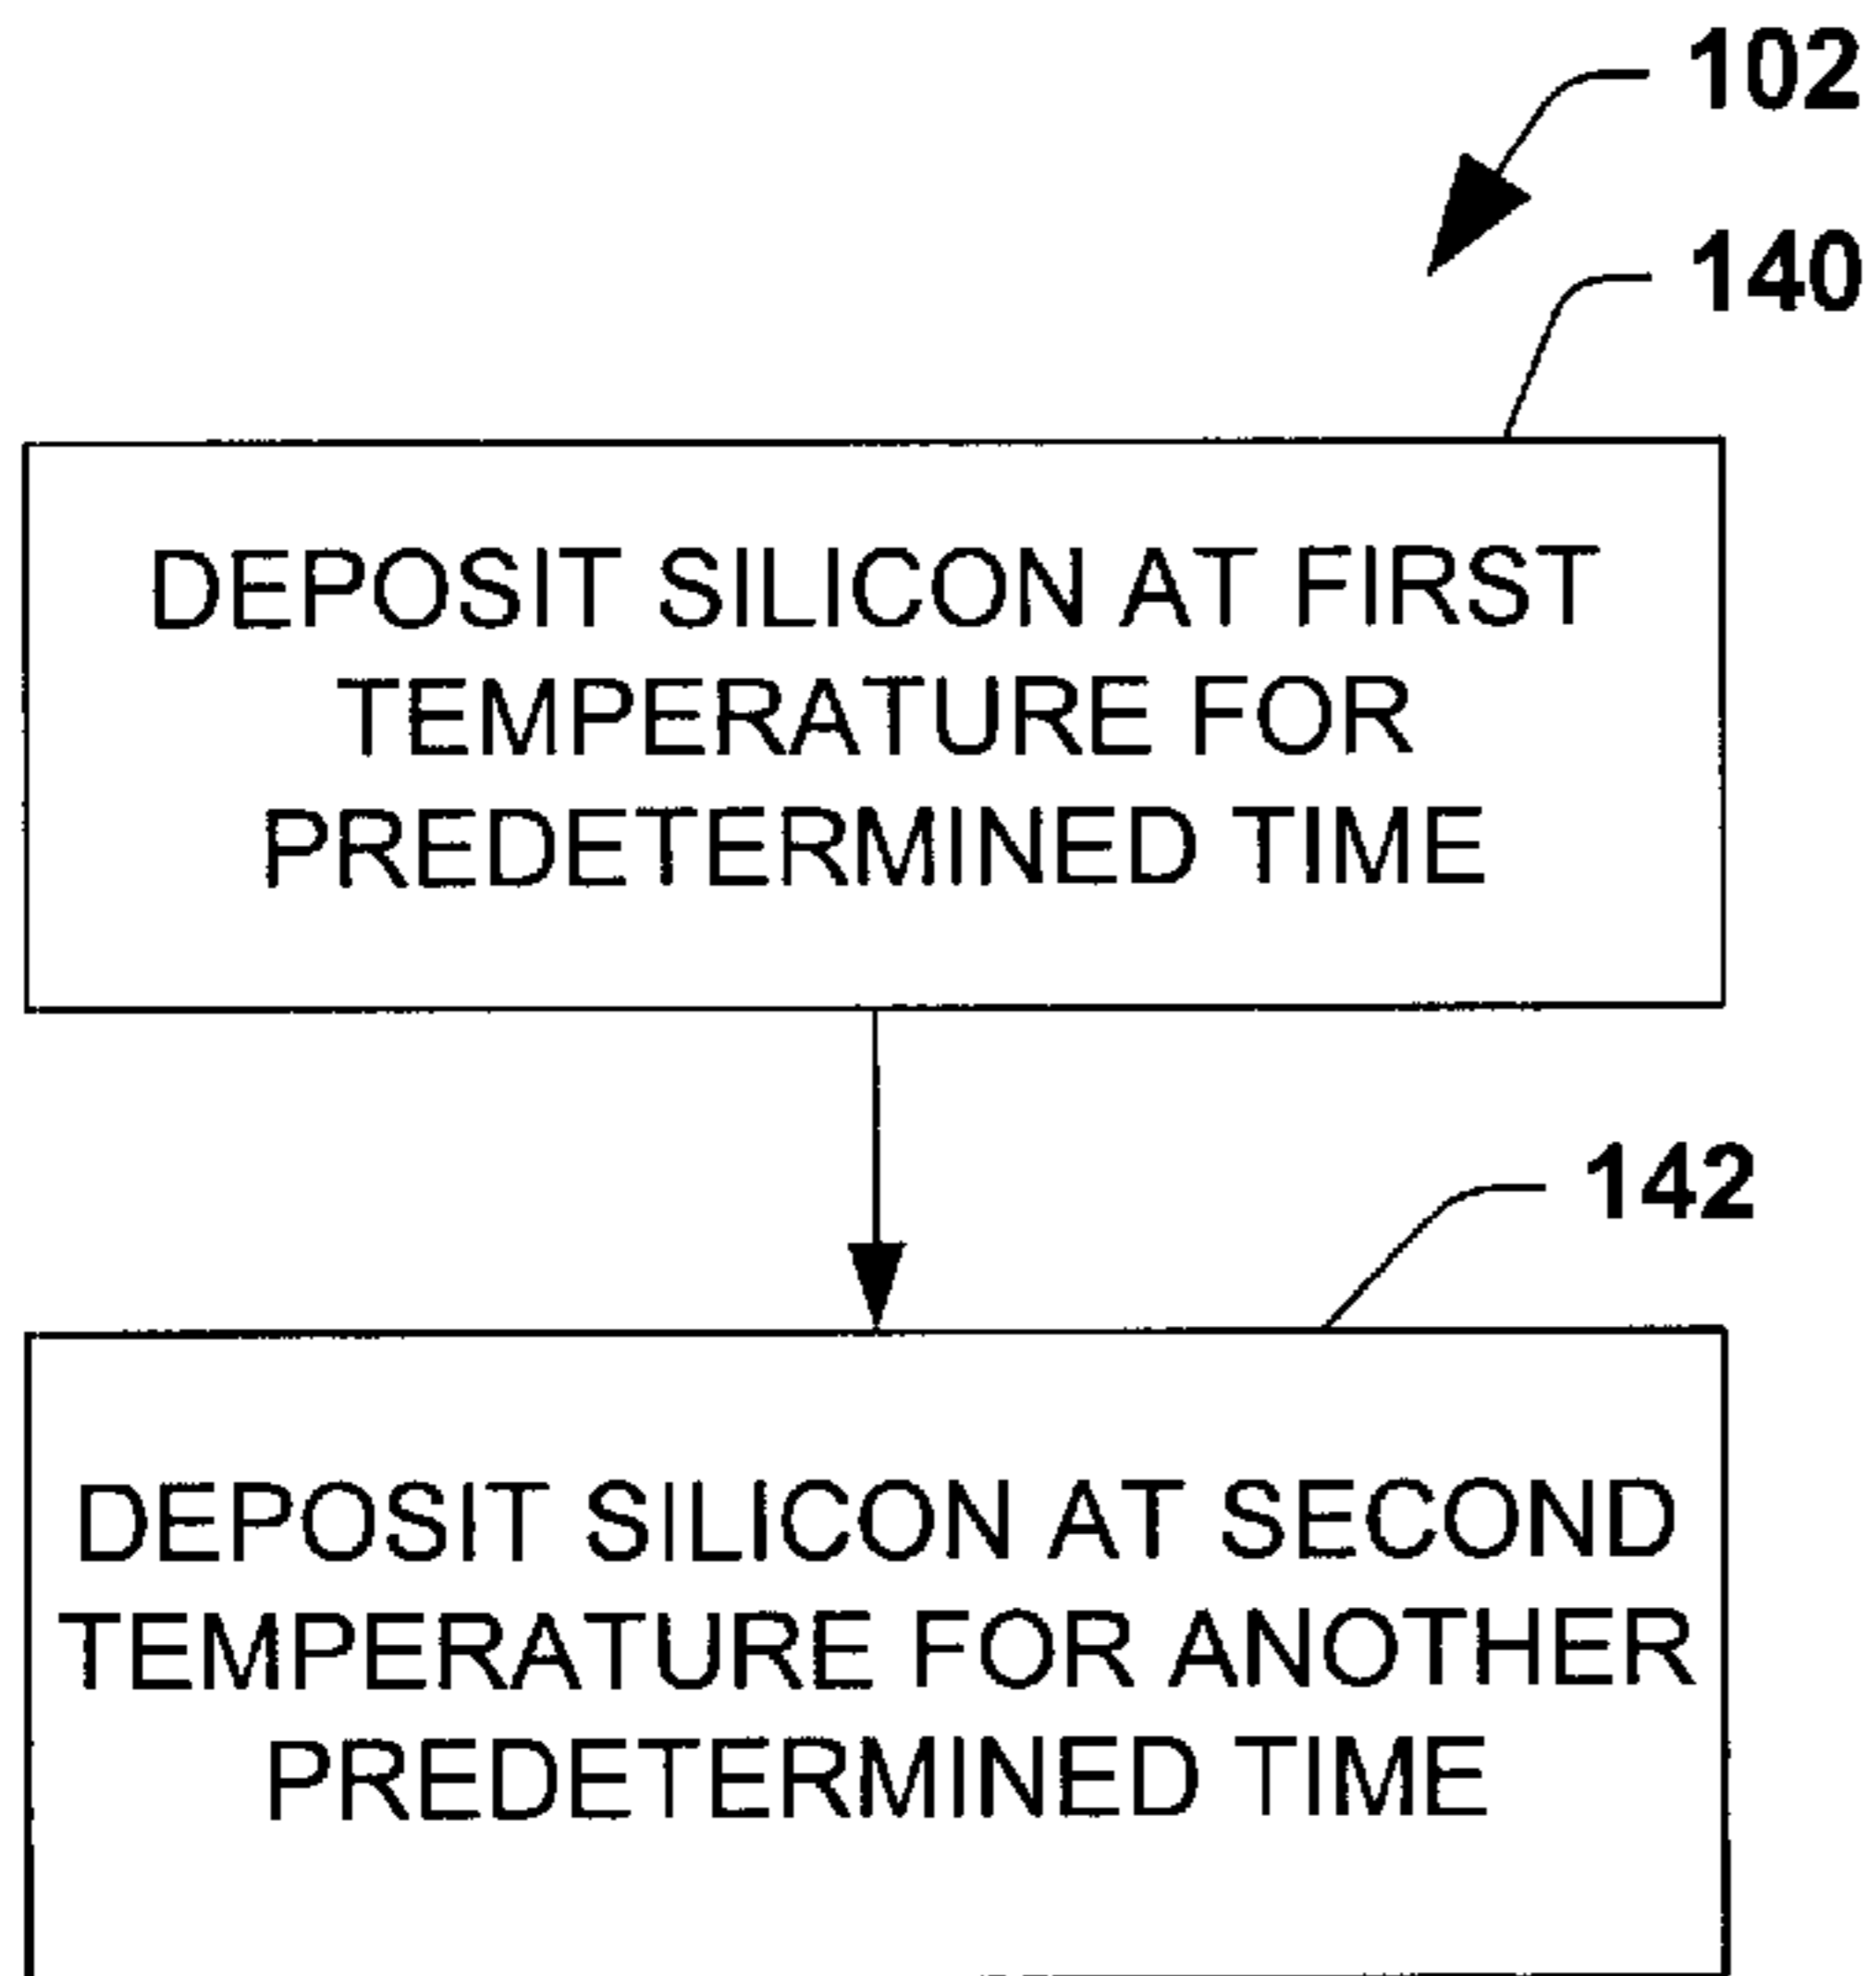 102
140
DEPOSIT SILICON AT FIRST
TEMPERATURE FOR
PREDETERMINED TIME
142
DEPOSIT SILICON AT SECOND
TEMPERATURE FOR ANOTHER
PREDETERMINED TIME